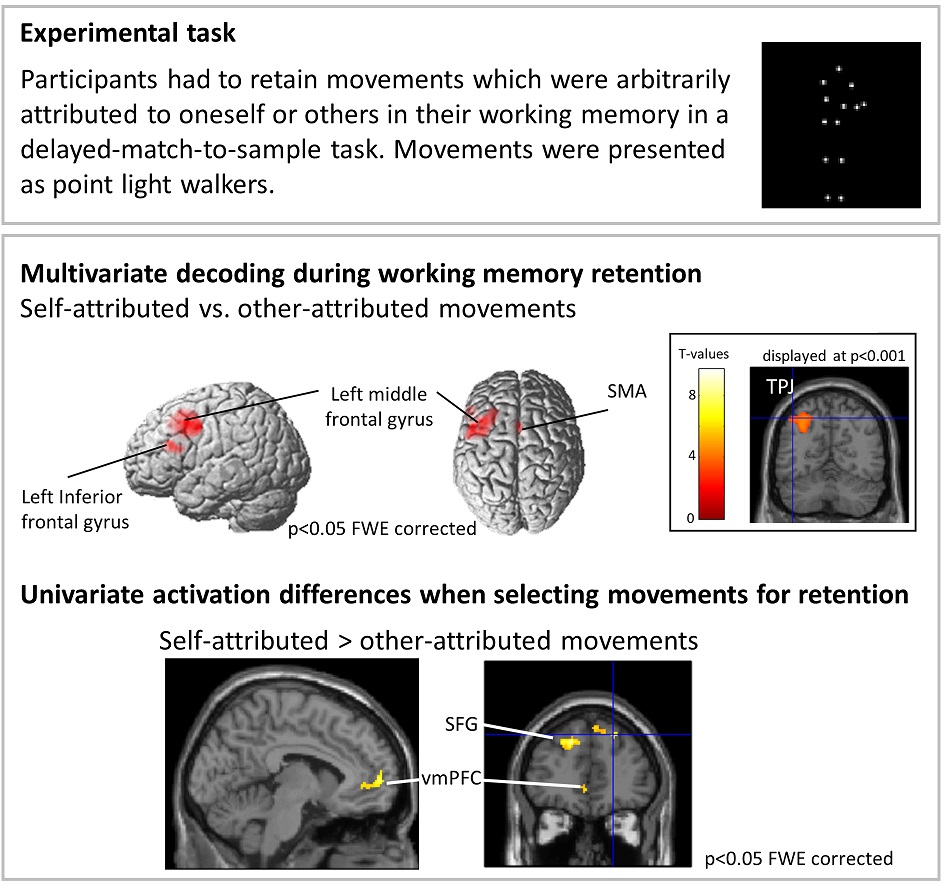 Experimental task
Participants had to retain movements which were arbitrarily
attributed to oneself or others in their working memory in a
delayed-match-to-sample task. Movements were presented
as point light walkers.
Multivariate decoding during working memory retention
Self-attributed vs. other-attributed movements
Left middle
frontal gyrus
SMA
Left Inferior
frontal gyrus
p<0.05 FWE corrected
T-values
displayed at p<0.001
8
4
0
TPJ
Univariate activation differences when selecting movements for retention
Self-attributed > other-attributed movements
SFG
vmPFC
p<0.05 FWE corrected